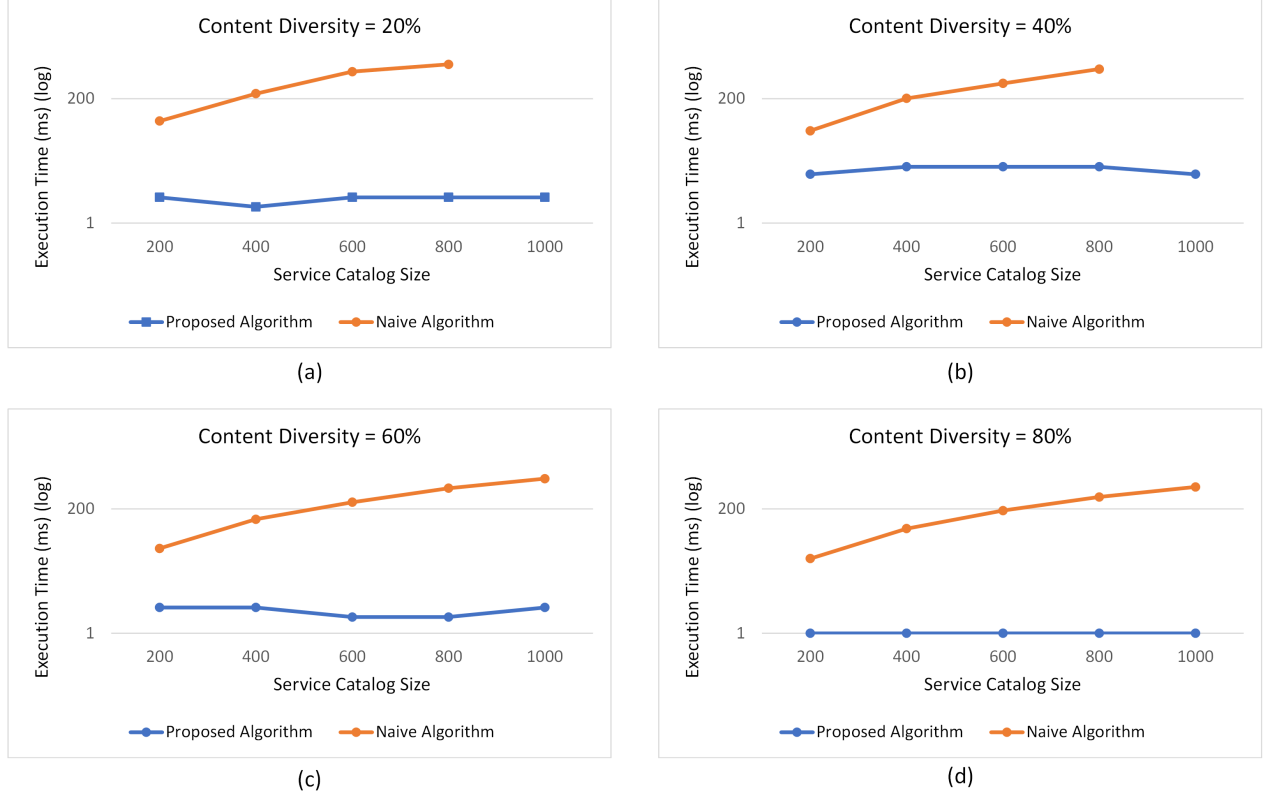 Content Diversity = 20%
Execution Time (ms) (log)
200
1
200 400 600 800 1000
Service Catalog Size
Proposed Algorithm Naive Algorithm
(a)
Content Diversity = 40%
Execution Time (ms) (log)
200
1
200 400 600 800 1000
Service Catalog Size
Proposed Algorithm Naive Algorithm
(b)
Content Diversity = 60%
Execution Time (ms) (log)
200
1
200 400 600 800 1000
Service Catalog Size
Proposed Algorithm Naive Algorithm
(c)
Content Diversity = 80%
Execution Time (ms) (log)
200
1
200 400 600 800 1000
Service Catalog Size
Proposed Algorithm Naive Algorithm
(d)